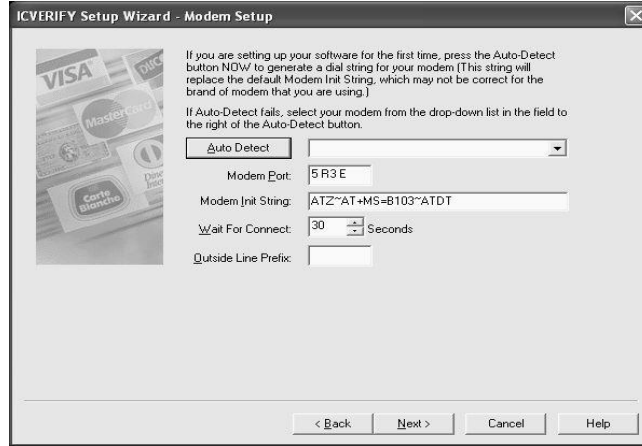 ICVERIFY Setup Wizard - Modem Setup
If you are setting up your software for the first time, press the Auto-Detect
button NOW to generate a dial string for your modem (This string will
replace the default Modem Init String, which may not be correct for the
brand of modem that you are using.)
If Auto-Detect fails, select your modem from the drop-down list in the field to
the right of the Auto-Detect button.
VISA
MasterCard
Carte
Blanche
Auto Detect
Modem Port: 5 R3 E
Modem Init String: ATZ~AT+MS=B103~ATDT
Wait For Connect: 30 Seconds
Outside Line Prefix:
< Back Next > Cancel Help